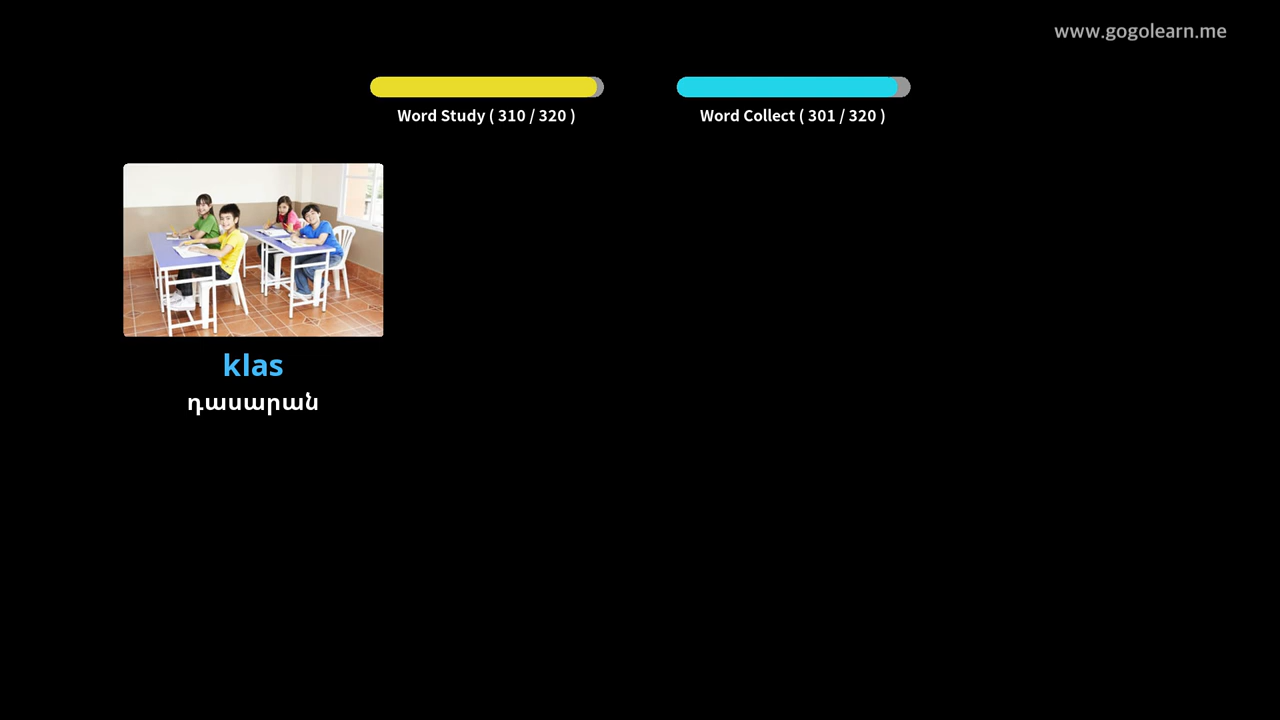 www.gogolearn.me
Word Study ( 310 / 320 )
Word Collect ( 301 / 320 )
klas
դասարան